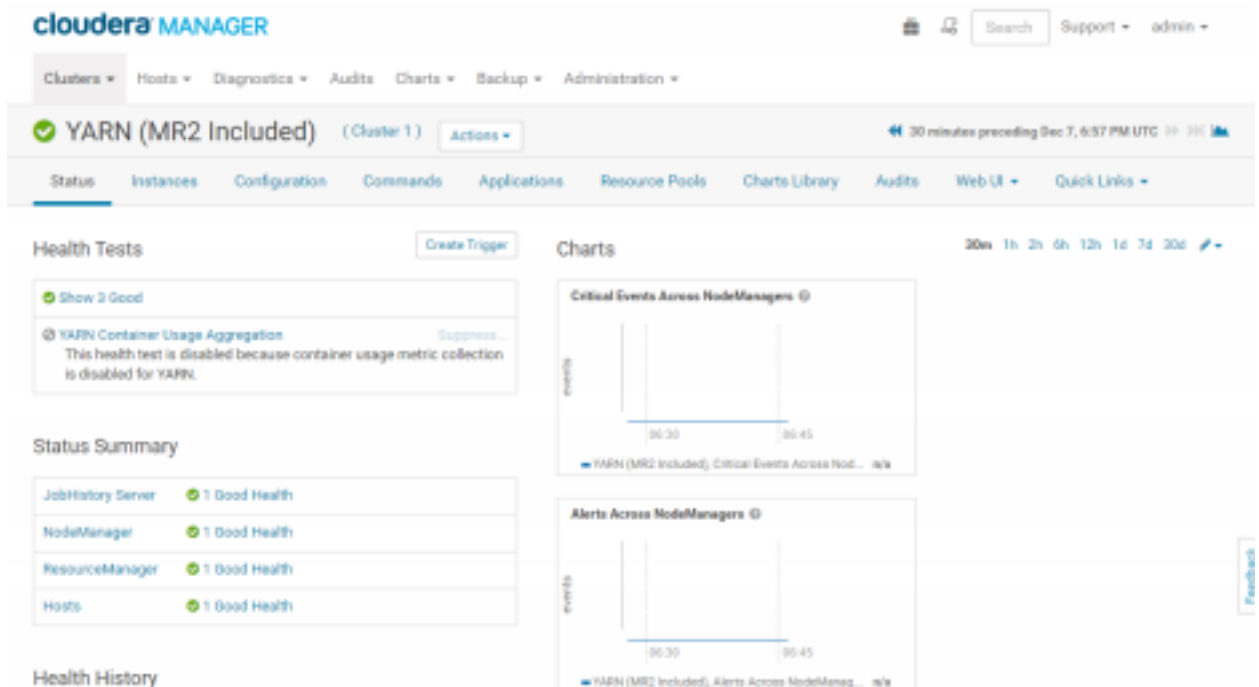 cloudera MANAGER
Search Support admin
Clusters Hosts Diagnostics Audits Charts Backup Administration
YARN (MR2 Included) (Cluster 1) Actions
30 minutes preceding Dec 7, 6:57 PM UTC
Status Instances Configuration Commands Applications Resource Pools Charts Library Audits Web UI Quick Links
Health Tests
Create Trigger
Show 3 Good
YARN Container Usage Aggregation Suppress...
This health test is disabled because container usage metric collection
is disabled for YARN.
Status Summary
JobHistory Server 1 Good Health
NodeManager 1 Good Health
ResourceManager 1 Good Health
Hosts 1 Good Health
Health History
Charts
30m 1h 2h 6h 12h 1d 7d 30d
Critical Events Across NodeManagers
events
06:30 06:45
YARN (MR2 Included), Critical Events Across Nod... n/a
Alerts Across NodeManagers
events
06:30 06:45
YARN (MR2 Included), Alerts Across NodeManag... n/a
Feedback